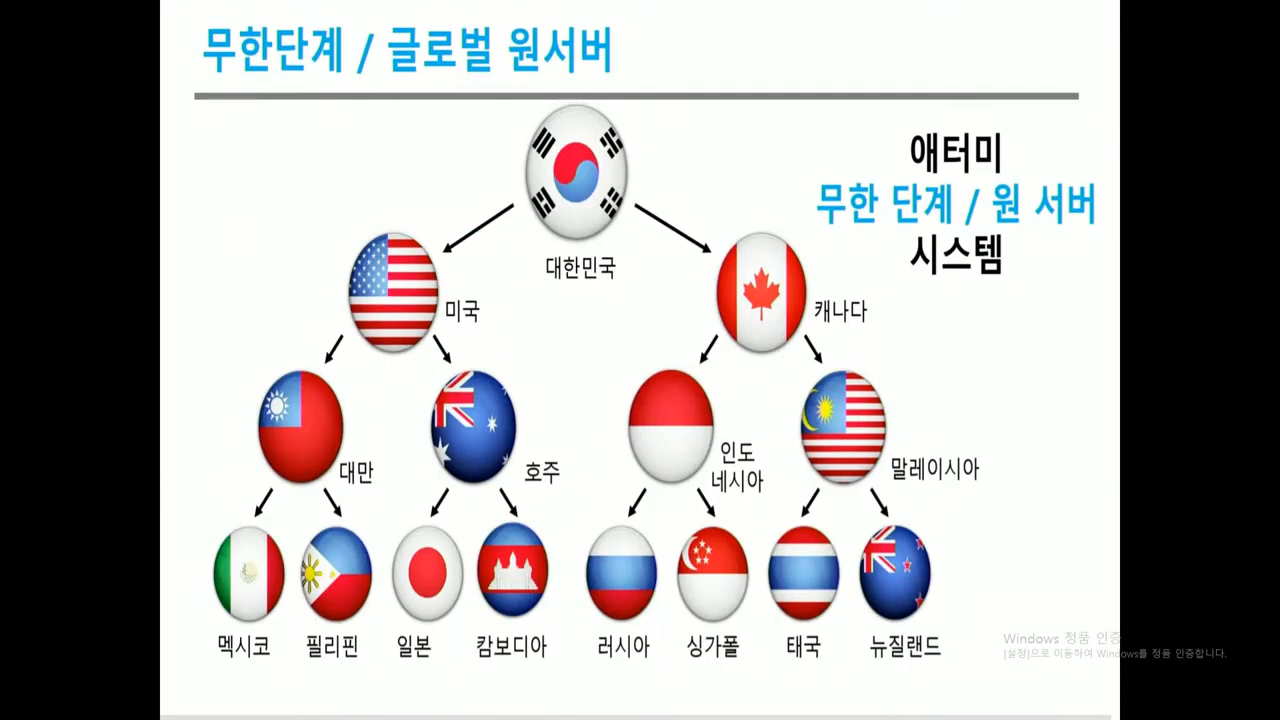 무한단계 / 글로벌 원서버
애터미
무한 단계 / 원 서버
시스템
대한민국
미국
캐나다
대만
호주
인도
네시아
말레이시아
멕시코
필리핀
일본
캄보디아
러시아
싱가폴
태국
뉴질랜드
Windows 정품 인증
[설정]으로 이동하여 Windows를 정품 인증합니다.